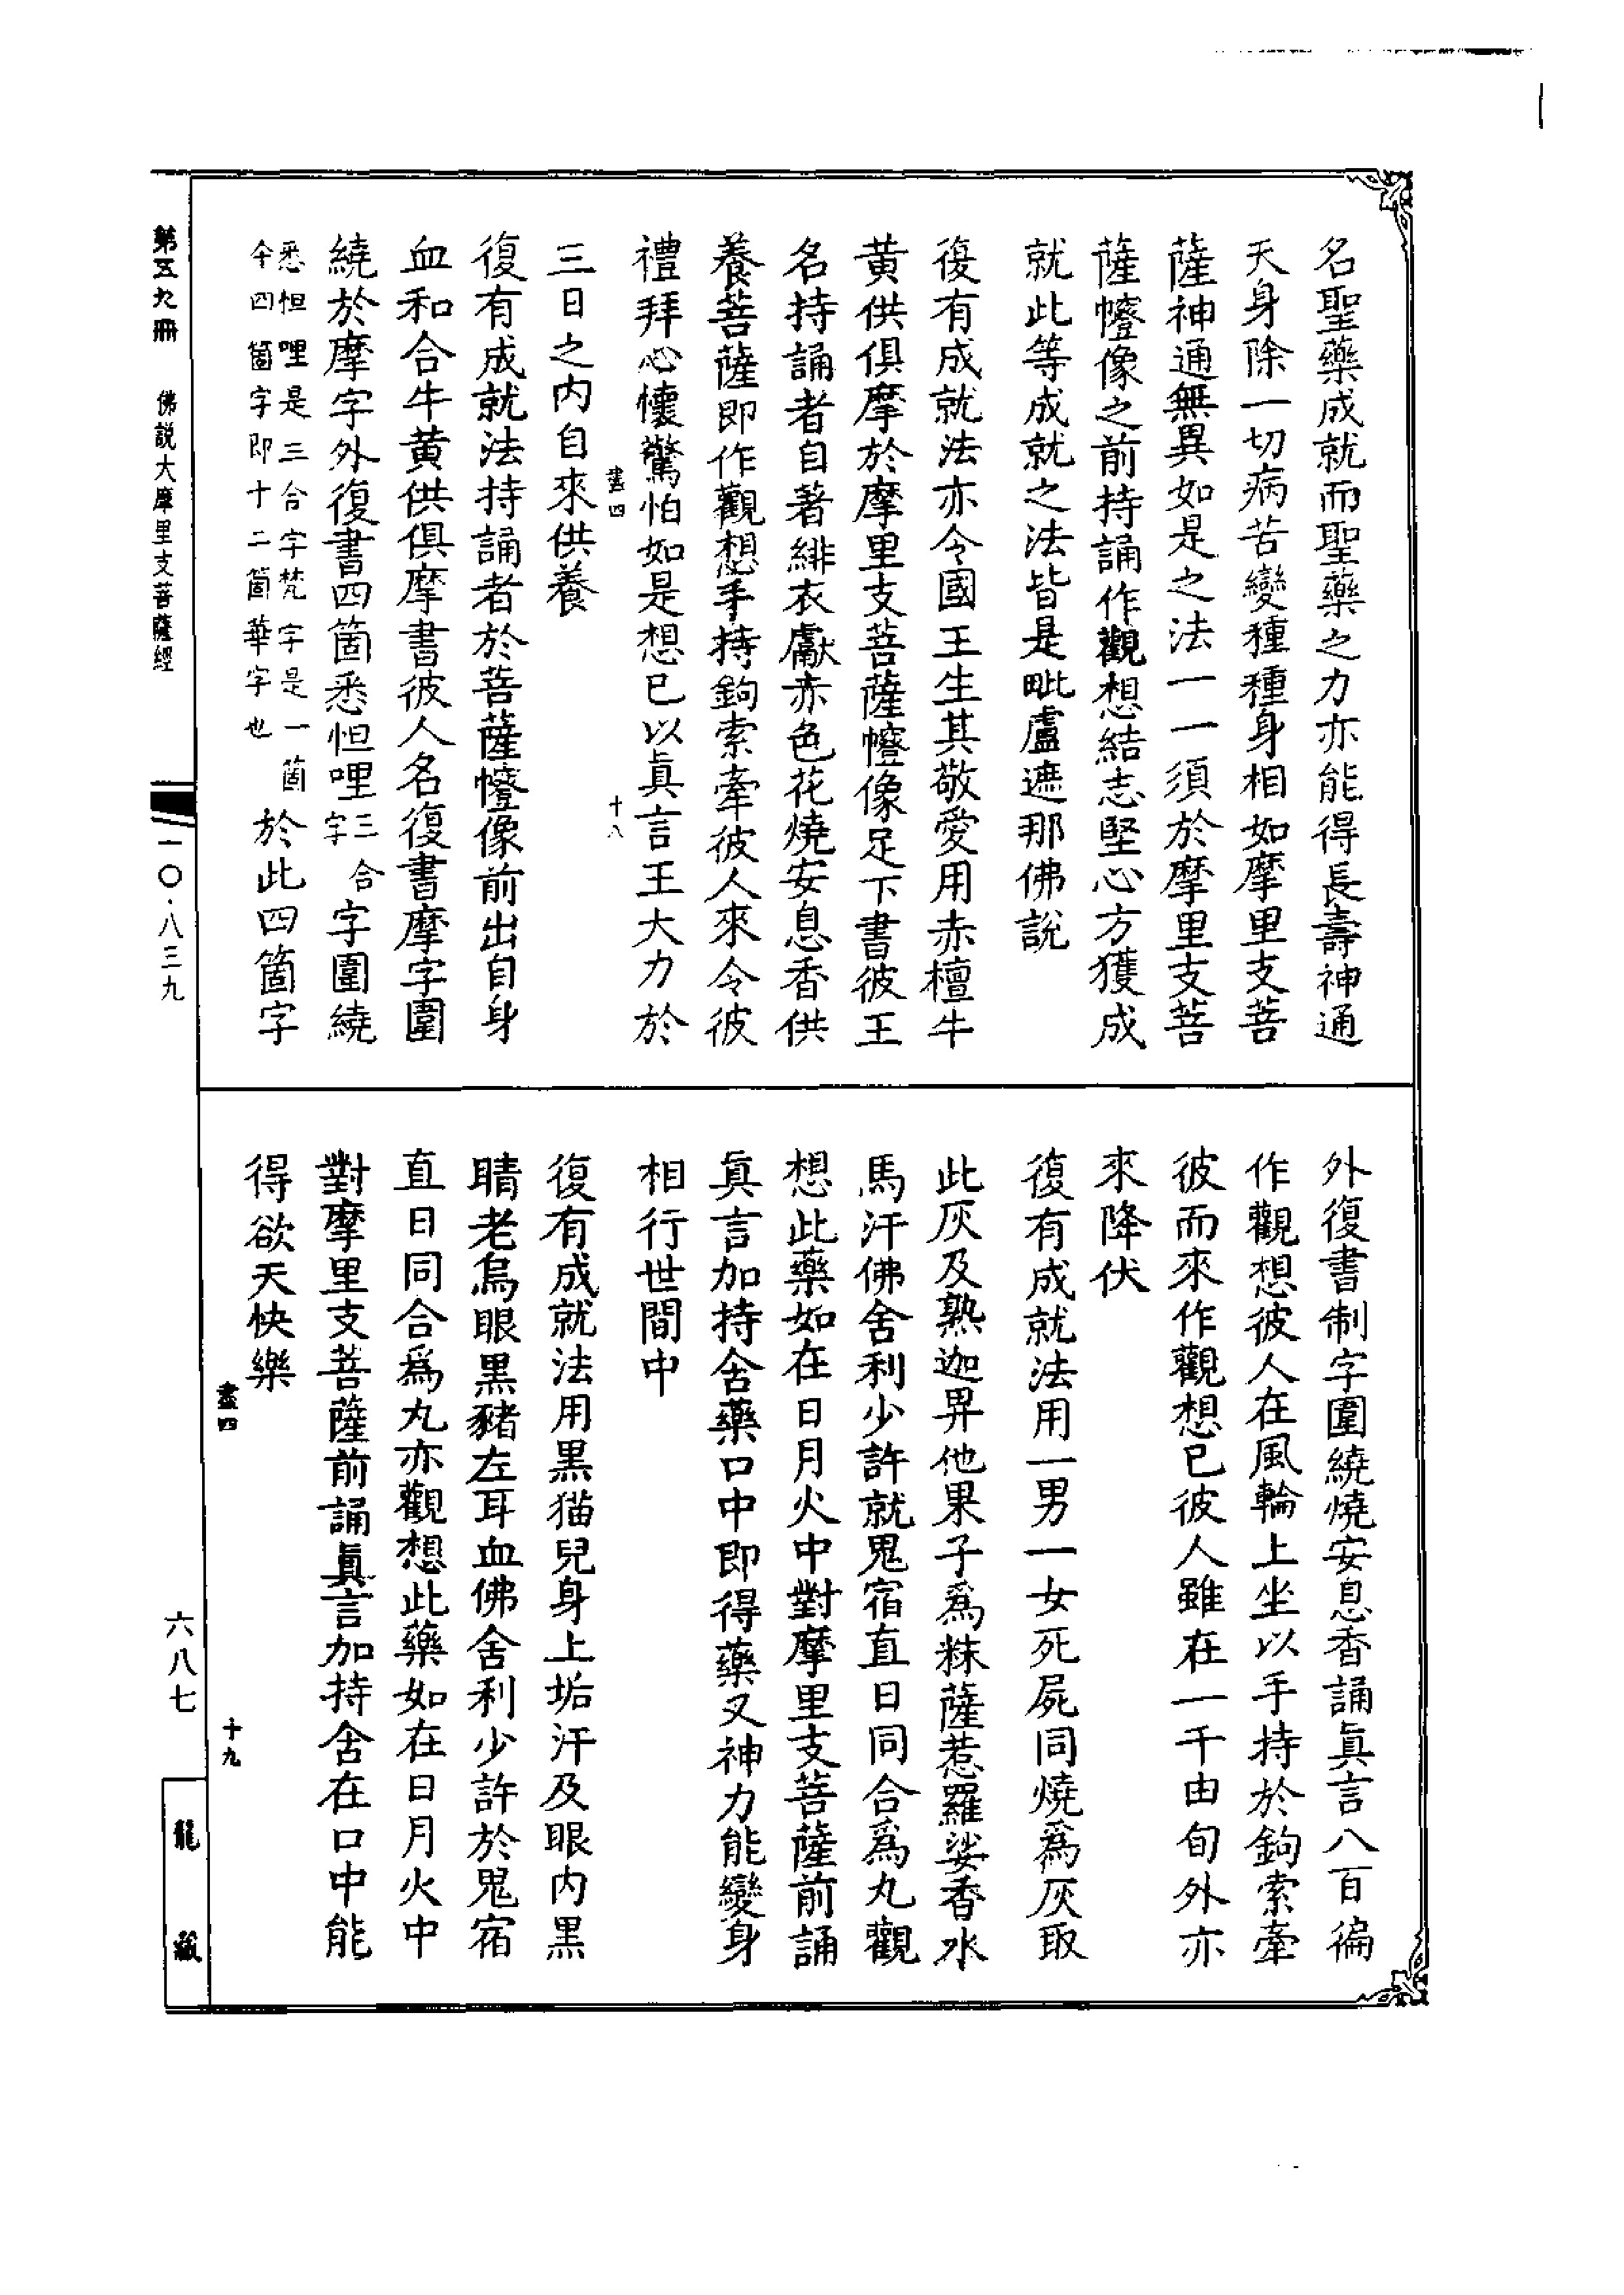 名聖藥成就而聖藥之力亦能得長壽神通
天身除一切病苦變種種身相如摩里支菩
薩神通無異如是之法一一須於摩里支菩
薩㡧像之前持誦作觀想結志堅心方獲成
就此等成就之法皆是毗盧遮那佛說
復有成就法亦令國王生其敬愛用赤檀牛
黃供俱摩於摩里支菩薩㡧像足下書彼王
名持誦者自著緋衣獻赤色花燒安息香供
養菩薩即作觀想手持鉤索牽彼人來令彼
禮拜心懷驚怕如是想已以真言王大力於
盡四 十八
三日之內自來供養
復有成就法持誦者於菩薩㡧像前出自身
血和合牛黃供俱摩書彼人名復書摩字圍
繞於摩字外復書四箇悉怛哩三合字字圍繞
悉怛哩是三合字梵字是一箇
今四箇字即十二箇華字也
於此四箇字
外復書制字圍繞燒安息香誦真言八百徧
作觀想彼人在風輪上坐以手持於鉤索牽
彼而來作觀想已彼人雖在一千由旬外亦
來降伏
復有成就法用一男一女死屍同燒為灰取
此灰及熟迦畀他果子為粖薩惹羅娑香水
馬汗佛舍利少許就鬼宿直日同合為丸觀
想此藥如在日月火中對摩里支菩薩前誦
真言加持含藥口中即得藥叉神力能變身
相行世間中
復有成就法用黑猫兒身上垢汗及眼內黑
睛老烏眼黑豬左耳血佛舍利少許於鬼宿
直日同合為丸亦觀想此藥如在日月火中
對摩里支菩薩前誦真言加持含在口中能
得欲天快樂
盡四 十九
第五九冊 佛說大摩里支菩薩經 一〇·八三九
六八七 龍藏